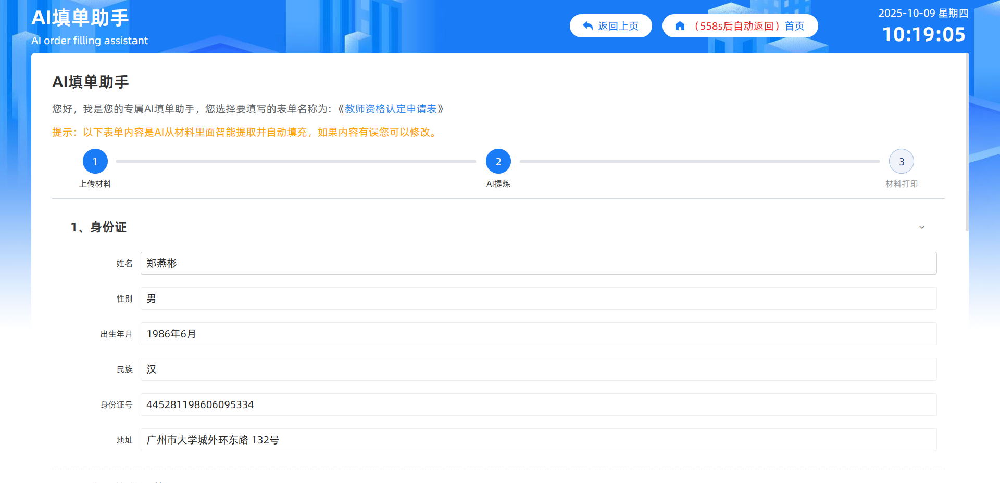 AI填单助手
AI order filling assistant
返回上页
（558s后自动返回）首页
2025-10-09 星期四
10:19:05
AI填单助手
您好，我是您的专属AI填单助手，您选择要填写的表单名称为：《教师资格认定申请表》
提示：以下表单内容是AI从材料里面智能提取并自动填充，如果内容有误您可以修改。
1
2
3
上传材料
AI提炼
材料打印
1、身份证
姓名 郑燕彬
性别 男
出生年月 1986年6月
民族 汉
身份证号 445281198606095334
地址 广州市大学城外环东路 132号